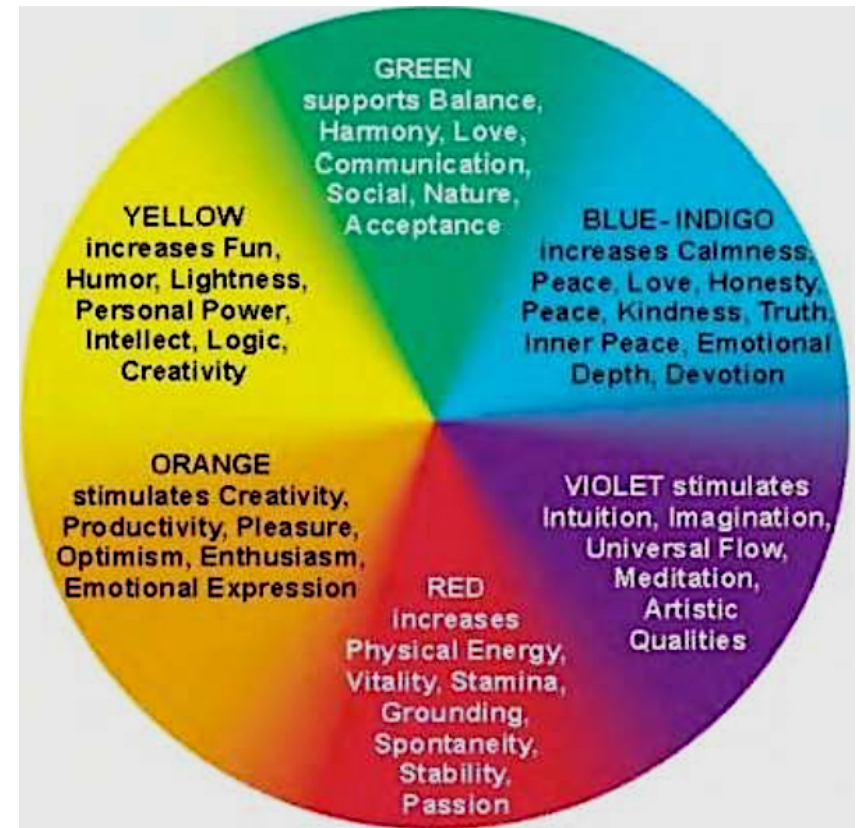 GREEN
supports Balance,
Harmony, Love,
Communication,
Social, Nature,
Acceptance
BLUE-INDIGO
increases Calmness,
Peace, Love, Honesty,
Peace, Kindness, Truth,
Inner Peace, Emotional
Depth, Devotion
VIOLET stimulates
Intuition, Imagination,
Universal Flow,
Meditation,
Artistic
Qualities
RED
increases
Physical Energy,
Vitality, Stamina,
Grounding,
Spontaneity,
Stability,
Passion
ORANGE
stimulates Creativity,
Productivity, Pleasure,
Optimism, Enthusiasm,
Emotional Expression
YELLOW
increases Fun,
Humor, Lightness,
Personal Power,
Intellect, Logic,
Creativity